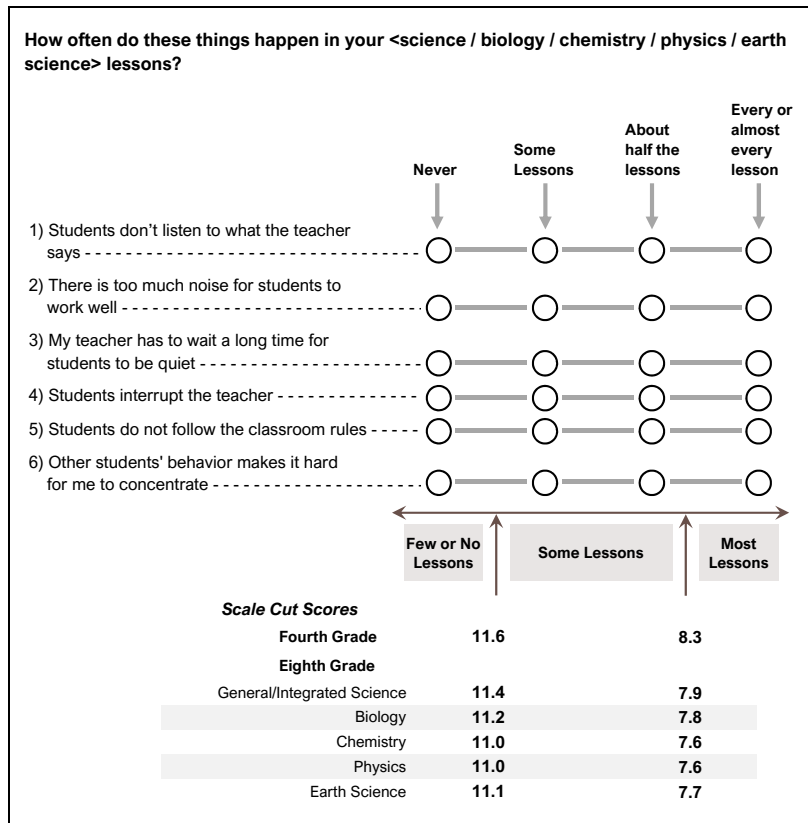 How often do these things happen in your <science / biology / chemistry / physics / earth
science> lessons?
Never
Some
Lessons
About
half the
lessons
Every or
almost
every
lesson
1) Students don’t listen to what the teacher
says
2) There is too much noise for students to
work well
3) My teacher has to wait a long time for
students to be quiet
4) Students interrupt the teacher
5) Students do not follow the classroom rules
6) Other students' behavior makes it hard
for me to concentrate
Few or No
Lessons
Some Lessons
Most
Lessons
Scale Cut Scores
Fourth Grade 11.6 8.3
Eighth Grade
General/Integrated Science 11.4 7.9
Biology 11.2 7.8
Chemistry 11.0 7.6
Physics 11.0 7.6
Earth Science 11.1 7.7